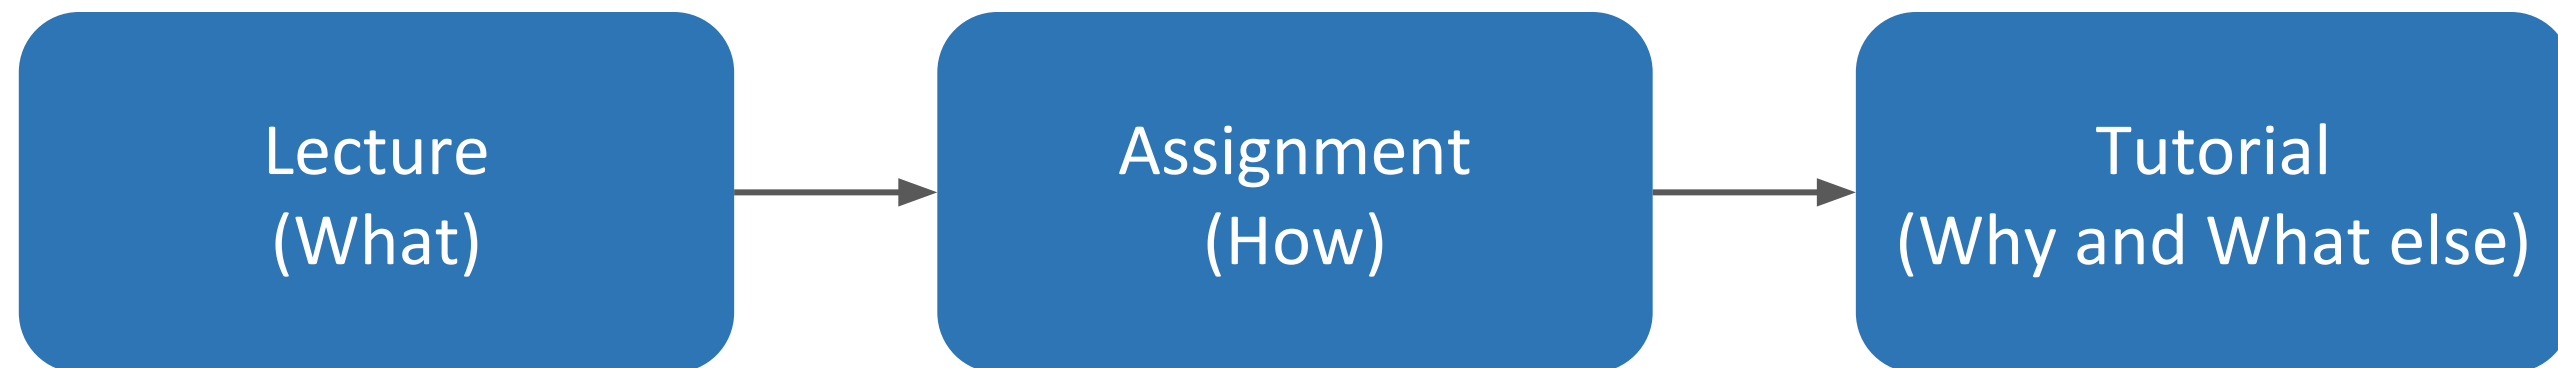 Lecture
(What)
Assignment
(How)
Tutorial
(Why and What else)